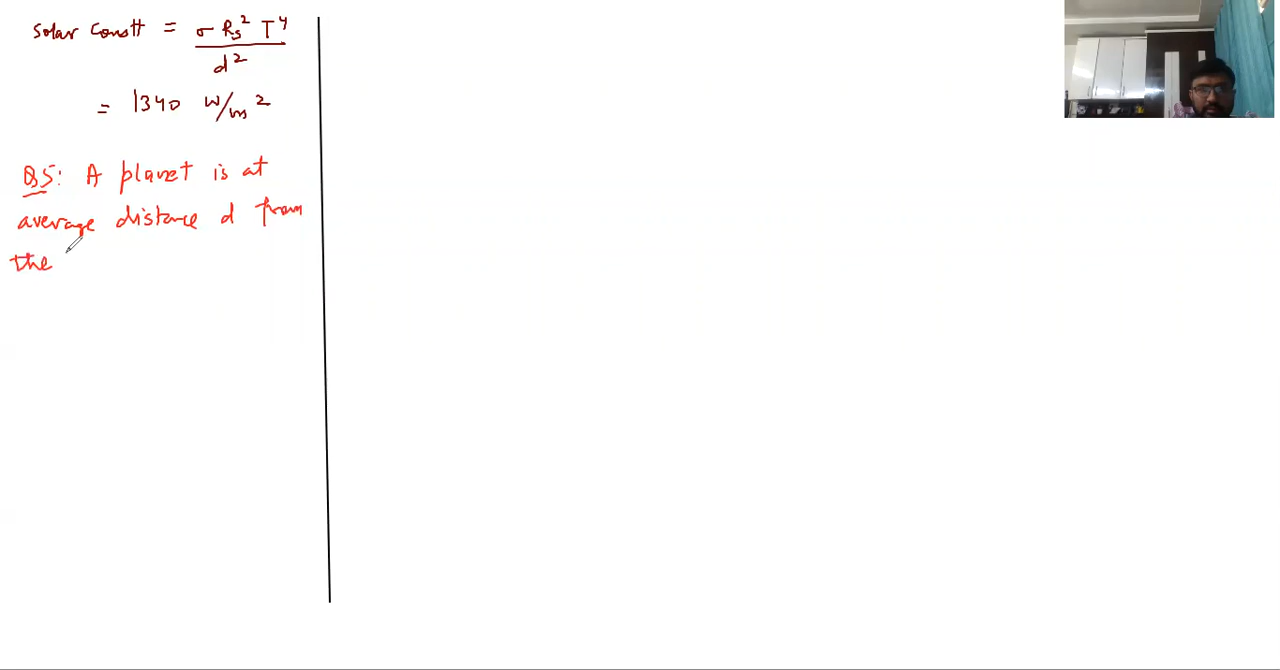 Solar Constt = σ Rs² T⁴
d²
= 1340 W/m²
Q5: A planet is at
average distance d from
the